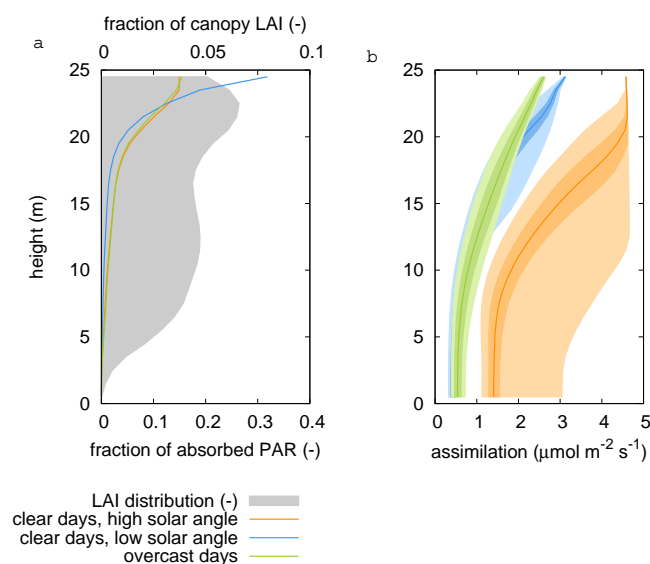 fraction of canopy LAI (-)
a
0 0.05 0.1
b
25
20
15
10
5
0
height (m)
0 0.1 0.2 0.3 0.4
fraction of absorbed PAR (-)
25
20
15
10
5
0
0 1 2 3 4 5
assimilation (μmol m⁻² s⁻¹)
LAI distribution (-)
clear days, high solar angle
clear days, low solar angle
overcast days